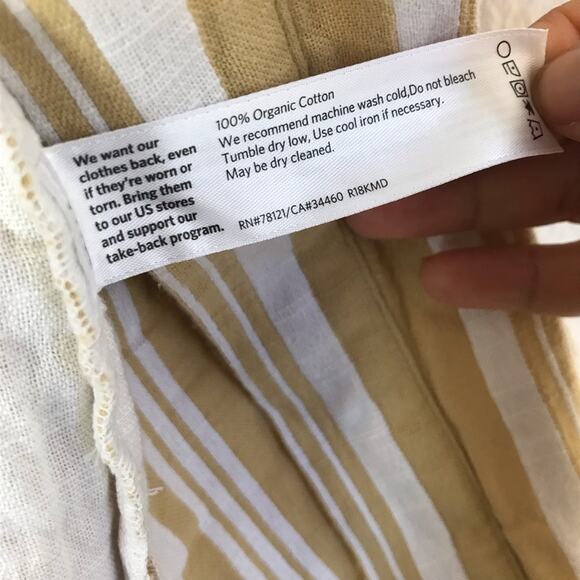 We want our
clothes back, even
if they're worn or
torn. Bring them
to our US stores
and support our
take-back program.
100% Organic Cotton
We recommend machine wash cold,Do not bleach
Tumble dry low, Use cool iron if necessary.
May be dry cleaned.
RN#78121/CA#34460 R18KMD